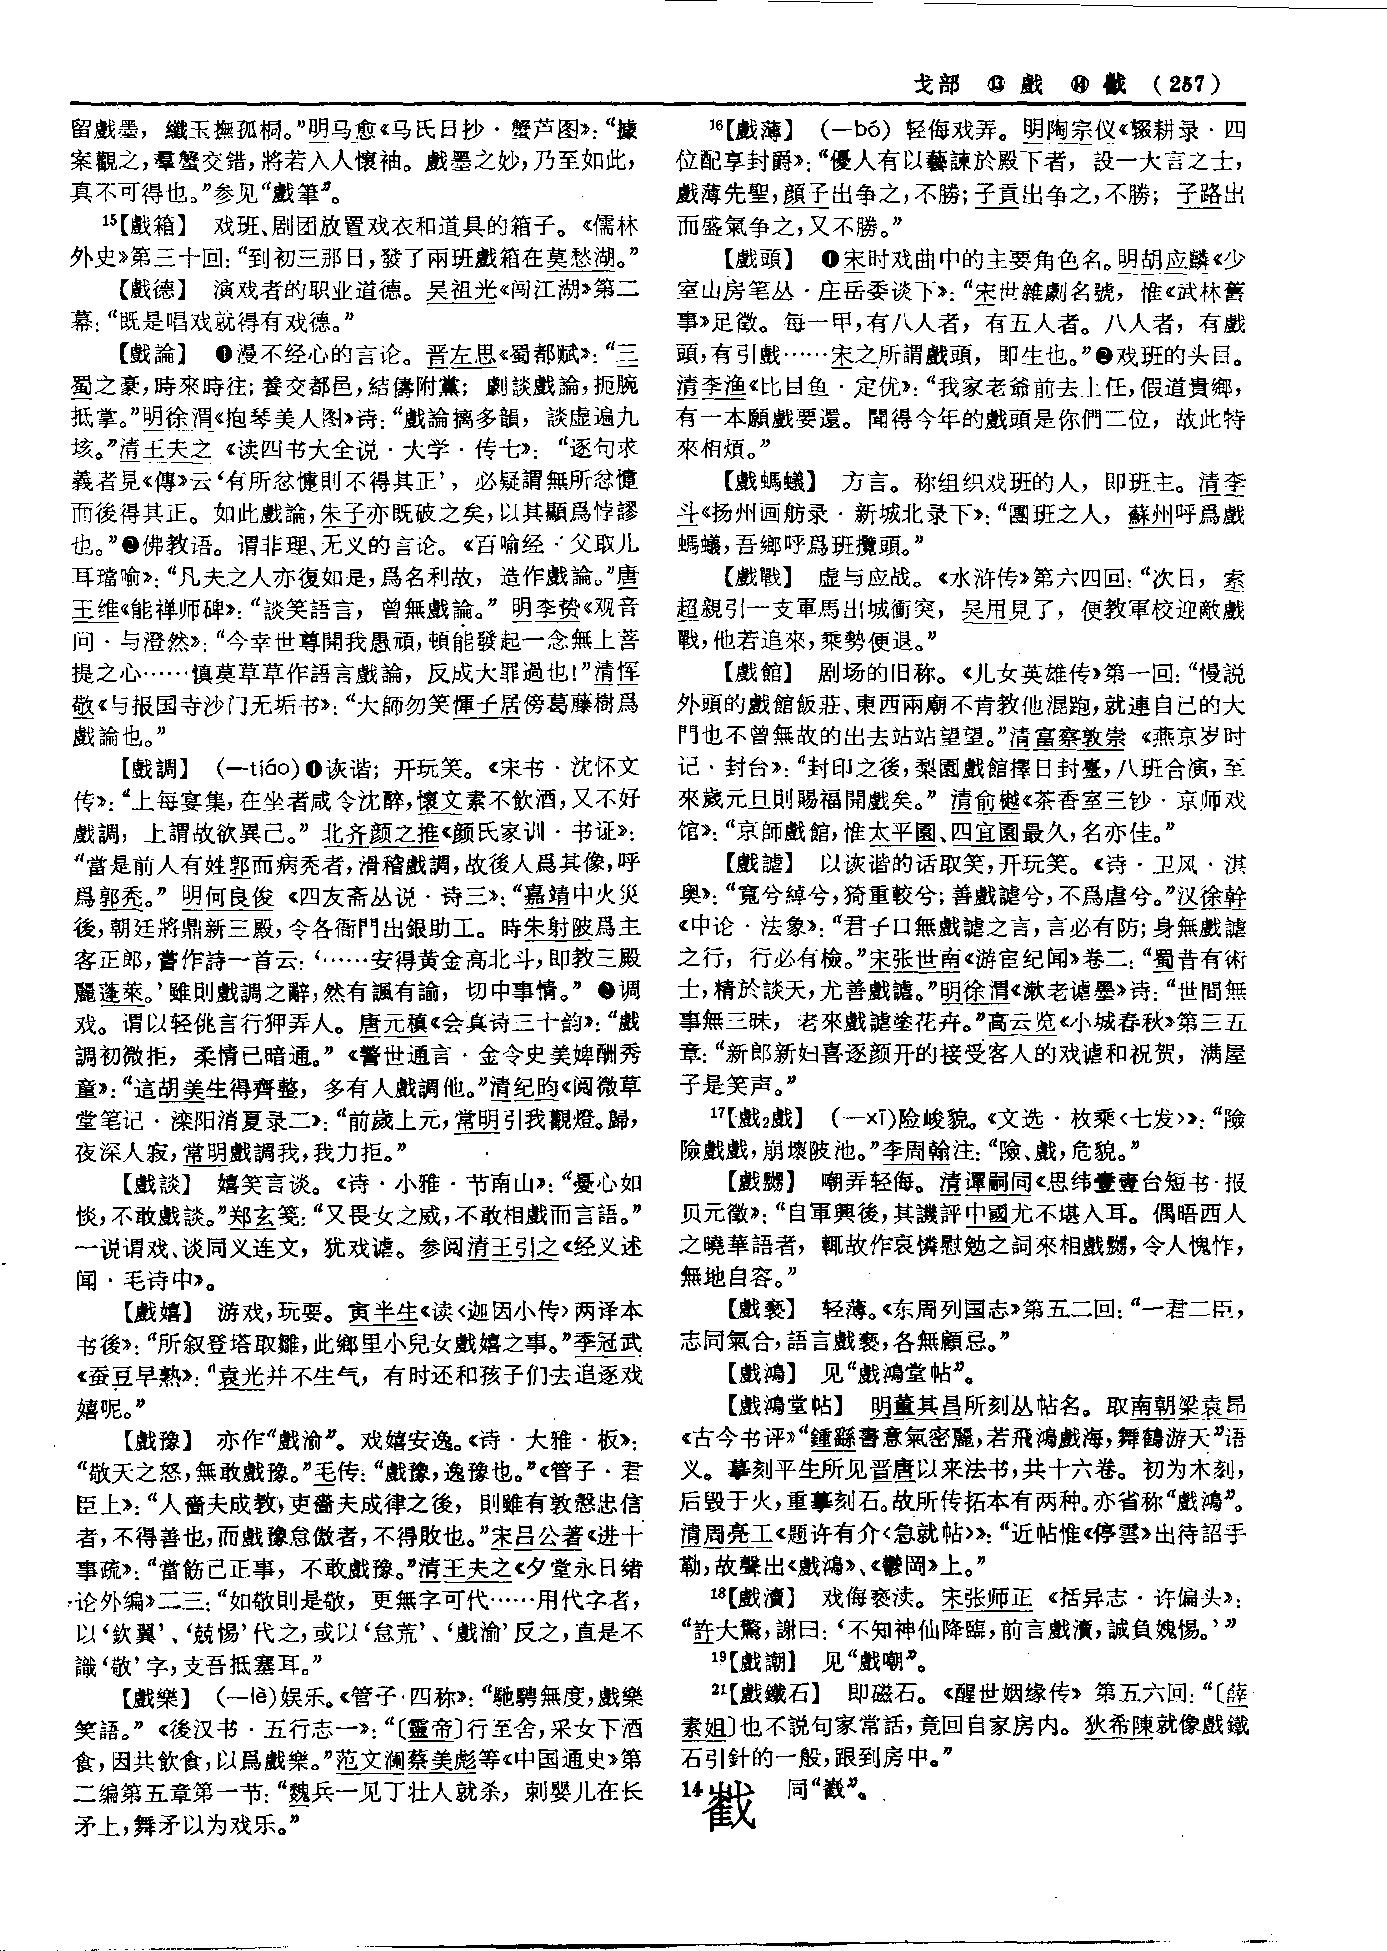 戈部 ⑬ 戲 ⑭ 戳 (257)
留戲墨，纖玉撫孤桐。”明马愈《马氏日抄·蟹芦图》：“據
案觀之，羣蟹交錯，將若入人懷袖。戲墨之妙，乃至如此，
真不可得也。”参见“戲筆”。
15【戲箱】 戏班、剧团放置戏衣和道具的箱子。《儒林
外史》第三十回：“到初三那日，發了兩班戲箱在莫愁湖。”
【戲德】 演戏者的职业道德。吴祖光《闯江湖》第二
幕：“既是唱戏就得有戏德。”
【戲論】 ❶漫不经心的言论。晋左思《蜀都赋》：“三
蜀之豪，時來時往；養交都邑，結儔附黨；劇談戲論，扼腕
抵掌。”明徐渭《抱琴美人图》诗：“戲論摛多韻，談虚遍九
垓。”清王夫之《读四书大全说·大学·传七》：“逐句求
義者見《傳》云‘有所忿懥則不得其正’，必疑謂無所忿懥
而後得其正。如此戲論，朱子亦既破之矣，以其顯爲悖謬
也。”❷佛教语。谓非理、无义的言论。《百喻经·父取儿
耳璫喻》：“凡夫之人亦復如是，爲名利故，造作戲論。”唐
王维《能禅师碑》：“談笑語言，曾無戲論。”明李贽《观音
问·与澄然》：“今幸世尊開我愚頑，頓能發起一念無上菩
提之心……慎莫草草作語言戲論，反成大罪過也！”清恽
敬《与报国寺沙门无垢书》：“大師勿笑惲子居傍葛藤樹爲
戲論也。”
【戲調】 (—tiáo)❶诙谐；开玩笑。《宋书·沈怀文
传》：“上每宴集，在坐者咸令沈醉，懷文素不飲酒，又不好
戲調，上謂故欲異己。”北齐颜之推《颜氏家训·书证》：
“當是前人有姓郭而病秃者，滑稽戲調，故後人爲其像，呼
爲郭秃。”明何良俊《四友斋丛说·诗三》：“嘉靖中火災
後，朝廷將鼎新三殿，令各衙門出銀助工。時朱射陂爲主
客正郎，嘗作詩一首云：‘……安得黄金高北斗，即教三殿
麗蓬萊。’雖則戲調之辭，然有諷有諭，切中事情。”❷调
戏。谓以轻佻言行狎弄人。唐元稹《会真诗三十韵》：“戲
調初微拒，柔情已暗通。”《警世通言·金令史美婢酬秀
童》：“這胡美生得齊整，多有人戲調他。”清纪昀《阅微草
堂笔记·滦阳消夏录二》：“前歲上元，常明引我觀燈。歸，
夜深人寂，常明戲調我，我力拒。”
【戲談】 嬉笑言谈。《诗·小雅·节南山》：“憂心如
惔，不敢戲談。”郑玄笺：“又畏女之威，不敢相戲而言語。”
一说谓戏、谈同义连文，犹戏谑。参阅清王引之《经义述
闻·毛诗中》。
【戲嬉】 游戏，玩耍。寅半生《读〈迦因小传〉两译本
书後》：“所叙登塔取雛，此鄉里小兒女戲嬉之事。”季冠武
《蚕豆早熟》：“袁光并不生气，有时还和孩子们去追逐戏
嬉呢。”
【戲豫】 亦作“戲渝”。戏嬉安逸。《诗·大雅·板》：
“敬天之怒，無敢戲豫。”毛传：“戲豫，逸豫也。”《管子·君
臣上》：“人嗇夫成教，吏嗇夫成律之後，則雖有敦慤忠信
者，不得善也，而戲豫怠傲者，不得敗也。”宋吕公著《进十
事疏》：“當飭己正事，不敢戲豫。”清王夫之《夕堂永日绪
论外编》二三：“如敬則是敬，更無字可代……用代字者，
以‘欽翼’、‘兢惕’代之，或以‘怠荒’、‘戲渝’反之，直是不
識‘敬’字，支吾抵塞耳。”
【戲樂】 (—lè)娱乐。《管子·四称》：“馳騁無度，戲樂
笑語。”《後汉书·五行志一》：“〔靈帝〕行至舍，采女下酒
食，因共飲食，以爲戲樂。”范文澜蔡美彪等《中国通史》第
二编第五章第一节：“魏兵一见丁壮人就杀，刺婴儿在长
矛上，舞矛以为戏乐。”
16【戲薄】 (—bó) 轻侮戏弄。明陶宗仪《辍耕录·四
位配享封爵》：“優人有以藝諫於殿下者，設一大言之士，
戲薄先聖，顔子出争之，不勝；子貢出争之，不勝；子路出
而盛氣争之，又不勝。”
【戲頭】 ❶宋时戏曲中的主要角色名。明胡应麟《少
室山房笔丛·庄岳委谈下》：“宋世雜劇名號，惟《武林舊
事》足徵。每一甲，有八人者，有五人者。八人者，有戲
頭，有引戲……宋之所謂戲頭，即生也。”❷戏班的头目。
清李渔《比目鱼·定优》：“我家老爺前去上任，假道貴鄉，
有一本願戲要還。聞得今年的戲頭是你們二位，故此特
來相煩。”
【戲螞蟻】 方言。称组织戏班的人，即班主。清李
斗《扬州画舫录·新城北录下》：“團班之人，蘇州呼爲戲
螞蟻，吾鄉呼爲班攬頭。”
【戲戰】 虚与应战。《水浒传》第六四回：“次日，索
超親引一支軍馬出城衝突，吴用見了，便教軍校迎敵戲
戰，他若追來，乘勢便退。”
【戲館】 剧场的旧称。《儿女英雄传》第一回：“慢説
外頭的戲館飯莊、東西兩廟不肯教他混跑，就連自己的大
門也不曾無故的出去站站望望。”清富察敦崇《燕京岁时
记·封台》：“封印之後，梨園戲館擇日封臺，八班合演，至
來歲元旦則賜福開戲矣。”清俞樾《茶香室三钞·京师戏
馆》：“京師戲館，惟太平園、四宜園最久，名亦佳。”
【戲謔】 以诙谐的话取笑，开玩笑。《诗·卫风·淇
奥》：“寬兮綽兮，猗重較兮；善戲謔兮，不爲虐兮。”汉徐幹
《中论·法象》：“君子口無戲謔之言，言必有防；身無戲謔
之行，行必有檢。”宋张世南《游宦纪闻》卷二：“蜀昔有術
士，精於談天，尤善戲謔。”明徐渭《漱老谑墨》诗：“世間無
事無三昧，老來戲謔塗花卉。”高云览《小城春秋》第三五
章：“新郎新妇喜逐颜开的接受客人的戏谑和祝贺，满屋
子是笑声。”
17【戲2戲】 (—xī)险峻貌。《文选·枚乘〈七发〉》：“險
險戲戲，崩壞陂池。”李周翰注：“險、戲，危貌。”
【戲嬲】 嘲弄轻侮。清谭嗣同《思纬壹壹台短书·报
贝元徵》：“自軍興後，其譏評中國尤不堪入耳。偶晤西人
之曉華語者，輒故作哀憐慰勉之詞來相戲嬲，令人愧怍，
無地自容。”
【戲褻】 轻薄。《东周列国志》第五二回：“一君二臣，
志同氣合，語言戲褻，各無顧忌。”
【戲鴻】 见“戲鴻堂帖”。
【戲鴻堂帖】 明董其昌所刻丛帖名。取南朝梁袁昂
《古今书评》“鍾繇書意氣密麗，若飛鴻戲海，舞鶴游天”语
义。摹刻平生所见晋唐以来法书，共十六卷。初为木刻，
后毁于火，重摹刻石。故所传拓本有两种。亦省称“戲鴻”。
清周亮工《题许有介〈急就帖〉》：“近帖惟《停雲》出待詔手
勒，故聲出《戲鴻》、《鬱岡》上。”
18【戲瀆】 戏侮亵渎。宋张师正《括异志·许偏头》：
“許大驚，謝曰：‘不知神仙降臨，前言戲瀆，誠負媿惕。’”
19【戲謿】 见“戲嘲”。
21【戲鐵石】 即磁石。《醒世姻缘传》第五六回：“〔薛
素姐〕也不説句家常話，竟回自家房内。狄希陳就像戲鐵
石引針的一般，跟到房中。”
14 同“戳”。